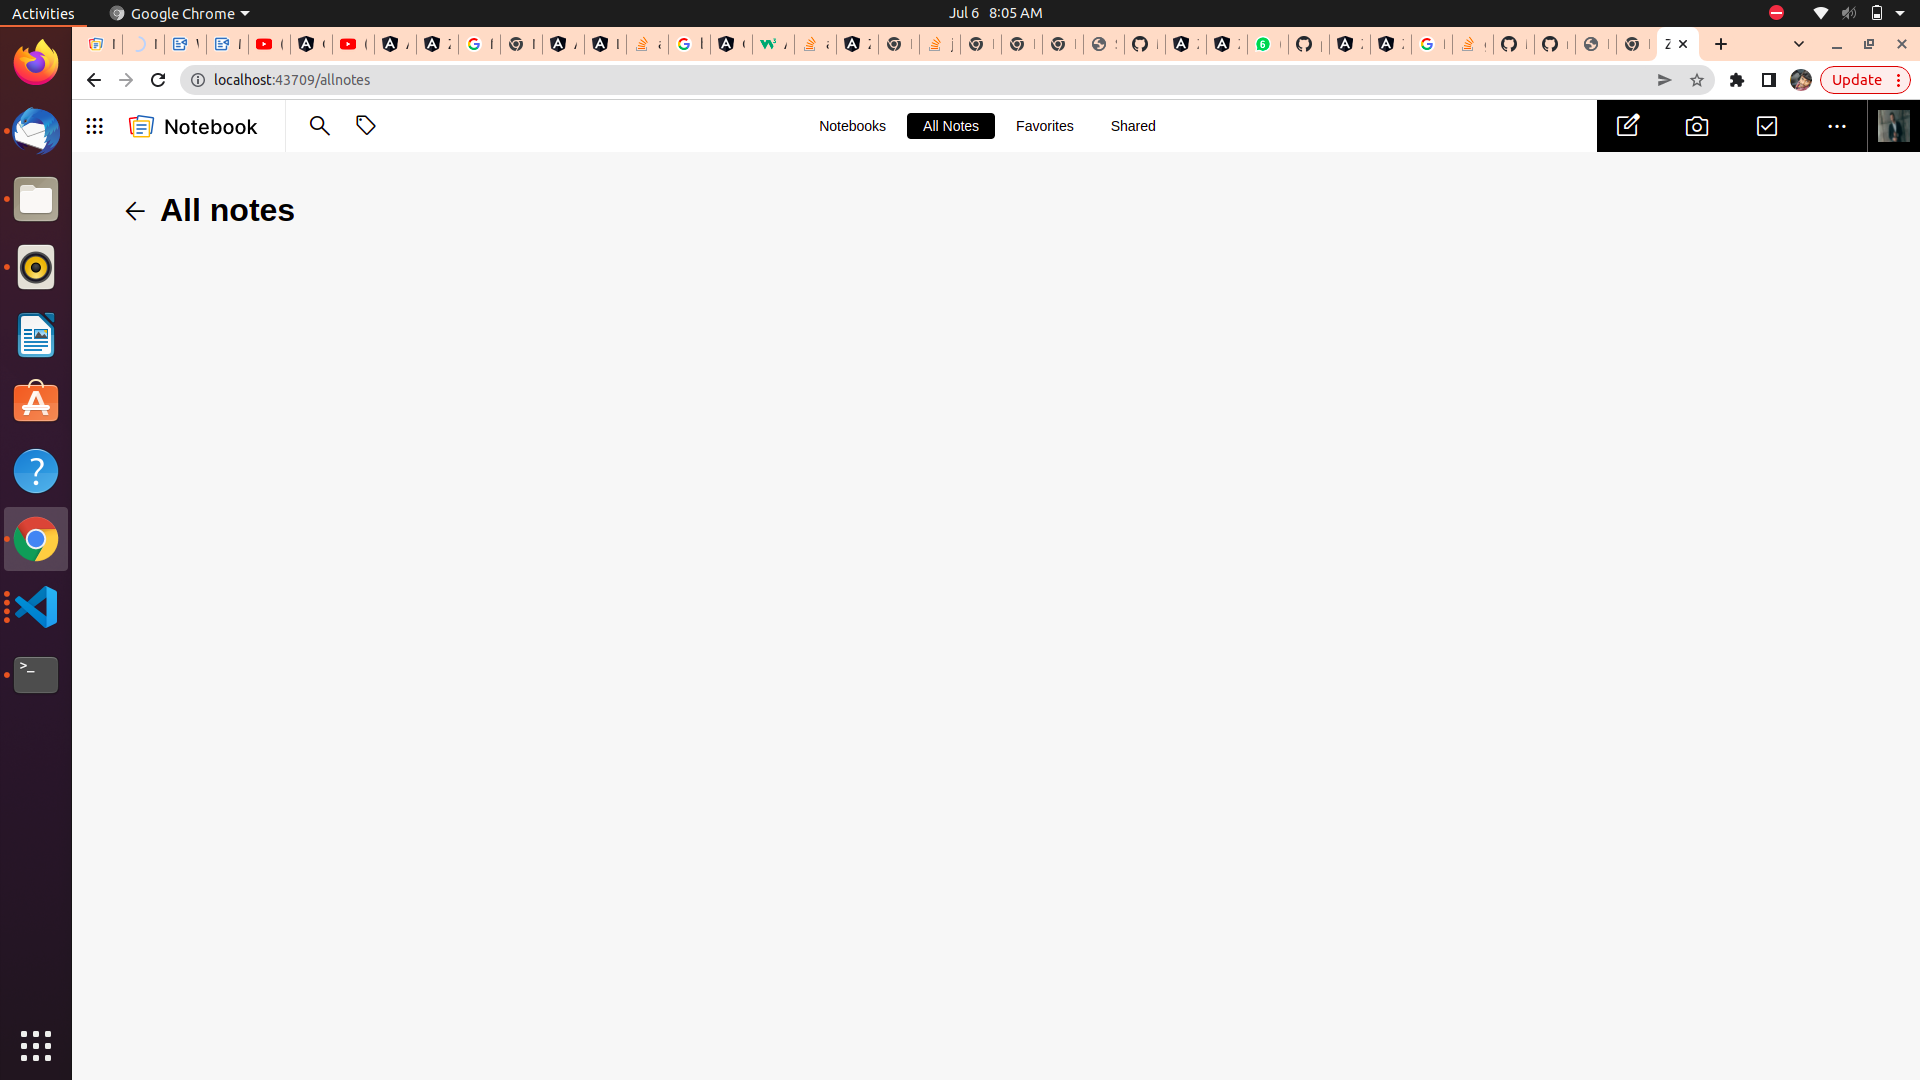 Activities Google Chrome Jul 6 8:05 AM
localhost:43709/allnotes Update
Notebook Notebooks All Notes Favorites Shared
All notes